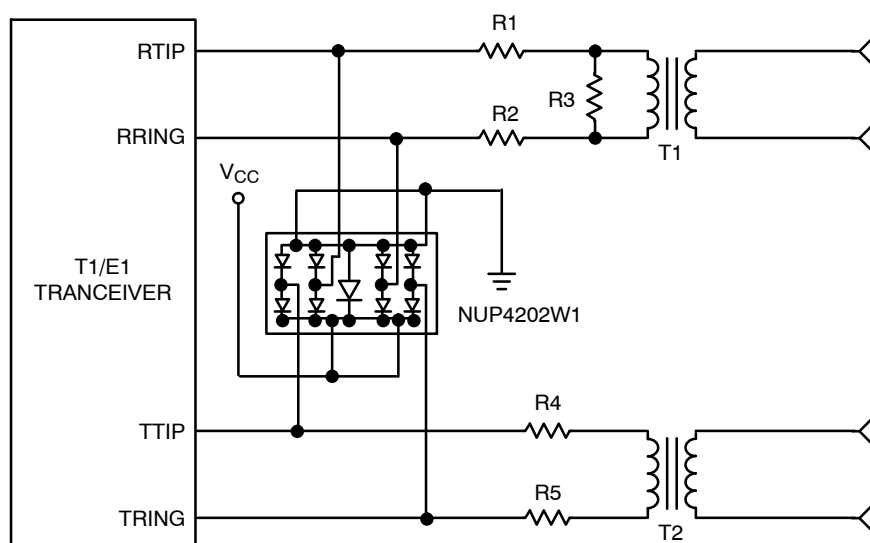 RTIP
R1
R3
RRING
R2
T1
VCC
T1/E1
TRANCEIVER
NUP4202W1
R4
TTIP
R5
TRING
T2